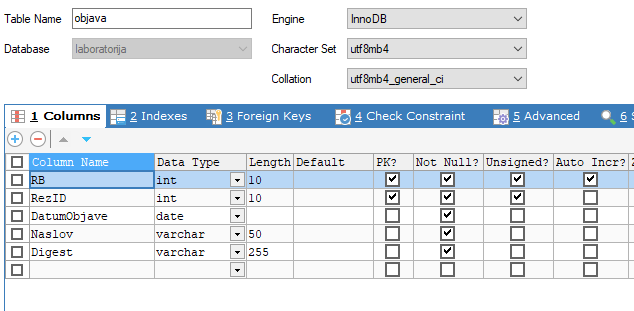 Table Name objava Engine InnoDB
Database laboratorija Character Set utf8mb4
Collation utf8mb4_general_ci
1 Columns 2 Indexes 3 Foreign Keys 4 Check Constraint 5 Advanced 6 S
Column Name Data Type Length Default PK? Not Null? Unsigned? Auto Incr? Z
RB int 10
RezID int 10
DatumObjave date
Naslov varchar 50
Digest varchar 255